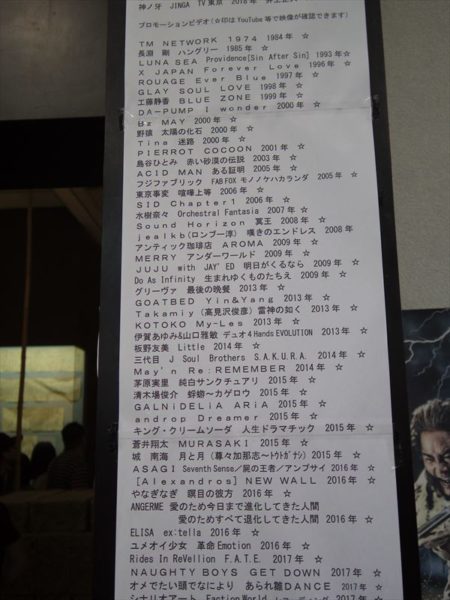 神ノ牙 JINGA TV東京 2018年
プロモーションビデオ(☆印は YouTube 等で映像が確認できます)
TM NETWORK 1974 1984年 ☆
長渕 剛 ハングリー 1985年 ☆
LUNA SEA Providence[Sin After Sin] 1993年☆
X JAPAN Forever Love 1996年 ☆
ROUAGE Ever Blue 1997年 ☆
GLAY SOUL LOVE 1998年 ☆
工藤静香 BLUE ZONE 1999年 ☆
DA-PUMP I wonder 2000年 ☆
B'z MAY 2000年 ☆
野猿 太陽の化石 2000年 ☆
Tina 迷路 2000年 ☆
PIERROT COCOON 2001年 ☆
島谷ひとみ 赤い砂漠の伝説 2003年 ☆
ACID MAN ある証明 2005年 ☆
フジファブリック FAB FOX モノノケハカランダ 2005年 ☆
東京事変 喧嘩上等 2006年 ☆
SID Chapter1 2006年 ☆
水樹奈々 Orchestral Fantasia 2007年 ☆
Sound Horizon 冥王 2008年 ☆
jealkb(ロンブー淳) 嘆きのエンドレス 2008年
アンティック珈琲店 AROMA 2009年 ☆
MERRY アンダーワールド 2009年 ☆
JUJU with JAY'ED 明日がくるなら 2009年 ☆
Do As Infinity 生まれゆくものたちえ 2009年 ☆
グリーヴァ 最後の晩餐 2013年 ☆
GOATBED Yin&Yang 2013年 ☆
Takamiy(高見沢俊彦) 雷神の如く 2013年 ☆
KOTOKO My-Les 2013年 ☆
伊賀あゆみ&山口雅敏 デュオ4 Hands EVOLUTION 2013年 ☆
板野友美 Little 2014年 ☆
三代目 J Soul Brothers S.A.K.U.R.A. 2014年 ☆
May'n Re:REMEMBER 2014年 ☆
茅原実里 純白サンクチュアリ 2015年 ☆
清木場俊介 蜉蝣~カゲロウ 2015年 ☆
GALNiDELiA ARiA 2015年 ☆
androp Dreamer 2015年 ☆
キング・クリームソーダ 人生ドラマチック 2015年 ☆
蒼井翔太 MURASAKI 2015年 ☆
城 南海 月と月(尊々加那志~トウトガナシ) 2015年 ☆
ASAGI Seventh Sense/屍の王者/アンプサイ 2016年 ☆
[Alexandros] NEW WALL 2016年 ☆
やなぎなぎ 瞑目の彼方 2016年 ☆
ANGERME 愛のため今日まで進化してきた人間
愛のためすべて退化してきた人間 2016年 ☆
ELISA ex:tella 2016年 ☆
ユメオイ少女 革命 Emotion 2016年 ☆
Rides In ReVellion F.A.T.E. 2017年 ☆
NAUGHTY BOYS GET DOWN 2017年 ☆
オメでたい頭でなにより あられ雛DANCE 2017年 ☆
シナリオアート Faction World